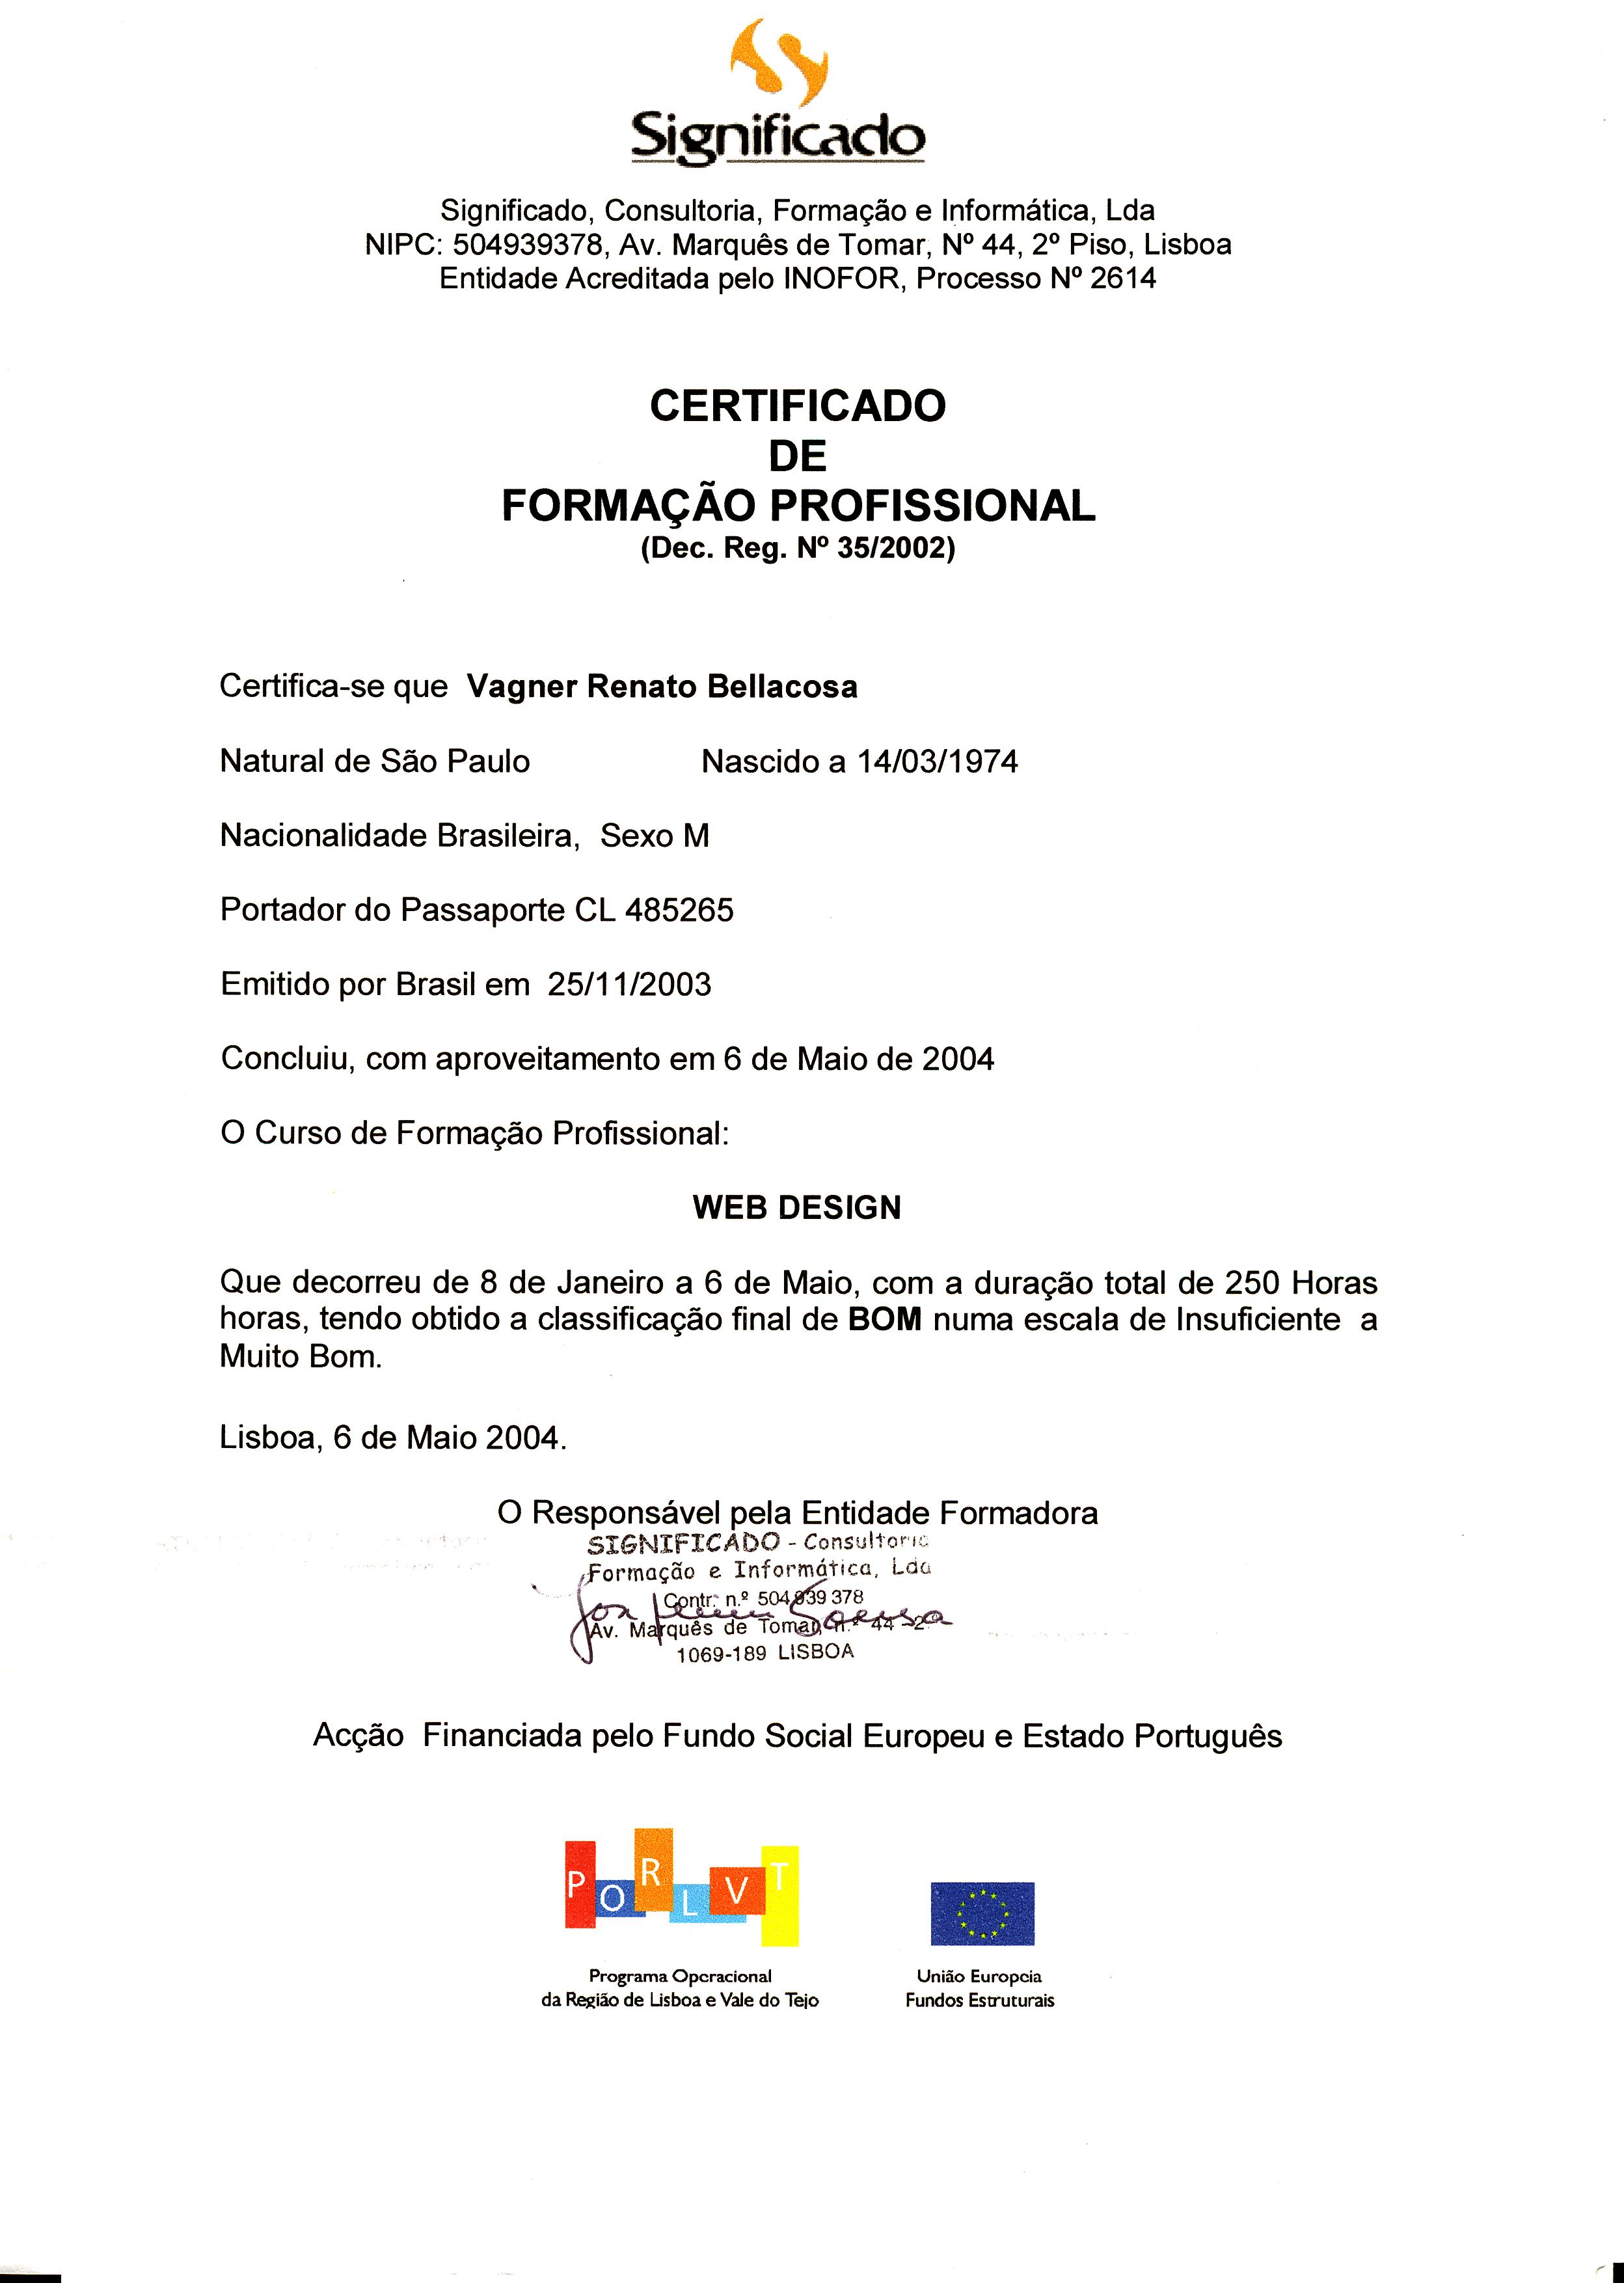 Significado
Significado, Consultoria, Formação e Informática, Lda
NIPC: 504939378, Av. Marquês de Tomar, Nº 44, 2º Piso, Lisboa
Entidade Acreditada pelo INOFOR, Processo Nº 2614
CERTIFICADO
DE
FORMAÇÃO PROFISSIONAL
(Dec. Reg. Nº 35/2002)
Certifica-se que Vagner Renato Bellacosa
Natural de São Paulo Nascido a 14/03/1974
Nacionalidade Brasileira, Sexo M
Portador do Passaporte CL 485265
Emitido por Brasil em 25/11/2003
Concluiu, com aproveitamento em 6 de Maio de 2004
O Curso de Formação Profissional:
WEB DESIGN
Que decorreu de 8 de Janeiro a 6 de Maio, com a duração total de 250 Horas
horas, tendo obtido a classificação final de BOM numa escala de Insuficiente a
Muito Bom.
Lisboa, 6 de Maio 2004.
O Responsável pela Entidade Formadora
SIGNIFICADO - Consultoria
Formação e Informática, Lda
Contr. n.º 504 939 378
Av. Marquês de Tomar, n.º 44 - 2.º
1069-189 LISBOA
Acção Financiada pelo Fundo Social Europeu e Estado Português
PORLVT
Programa Operacional
da Região de Lisboa e Vale do Tejo
União Europeia
Fundos Estruturais